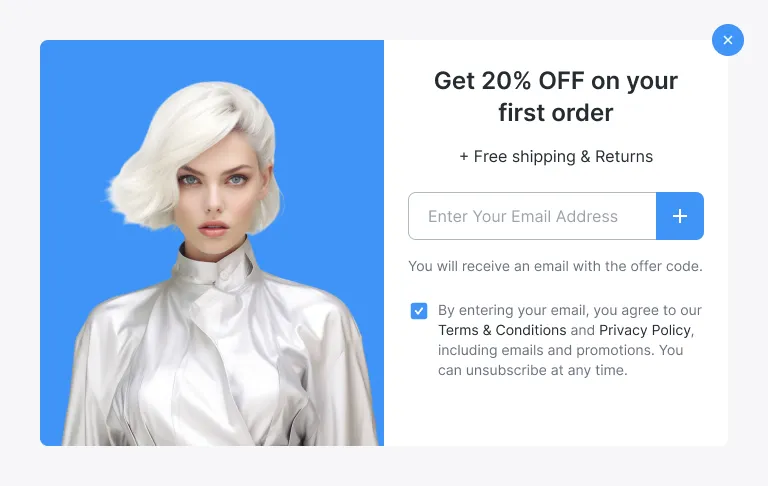 Get 20% OFF on your
first order
+ Free shipping & Returns
Enter Your Email Address
You will receive an email with the offer code.
By entering your email, you agree to our
Terms & Conditions and Privacy Policy,
including emails and promotions. You
can unsubscribe at any time.